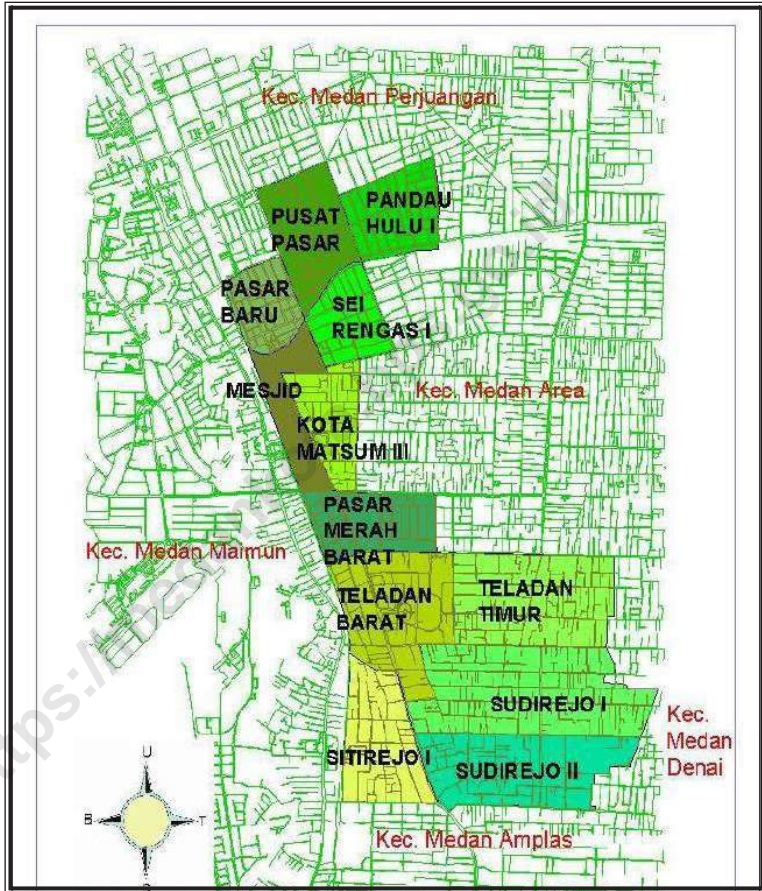 Kec. Medan Perjuangan
PUSAT
PASAR
PANDAU
HULU I
PASAR
BARU
SEI
RENGAS I
MESJID
Kec. Medan Area
KOTA
MATSUM III
PASAR
MERAH
BARAT
Kec. Medan Maimun
TELADAN
BARAT
TELADAN
TIMUR
SUDIREJO I
Kec.
Medan
Denai
SITIREJO I
SUDIREJO II
Kec. Medan Amplas
U
B
T